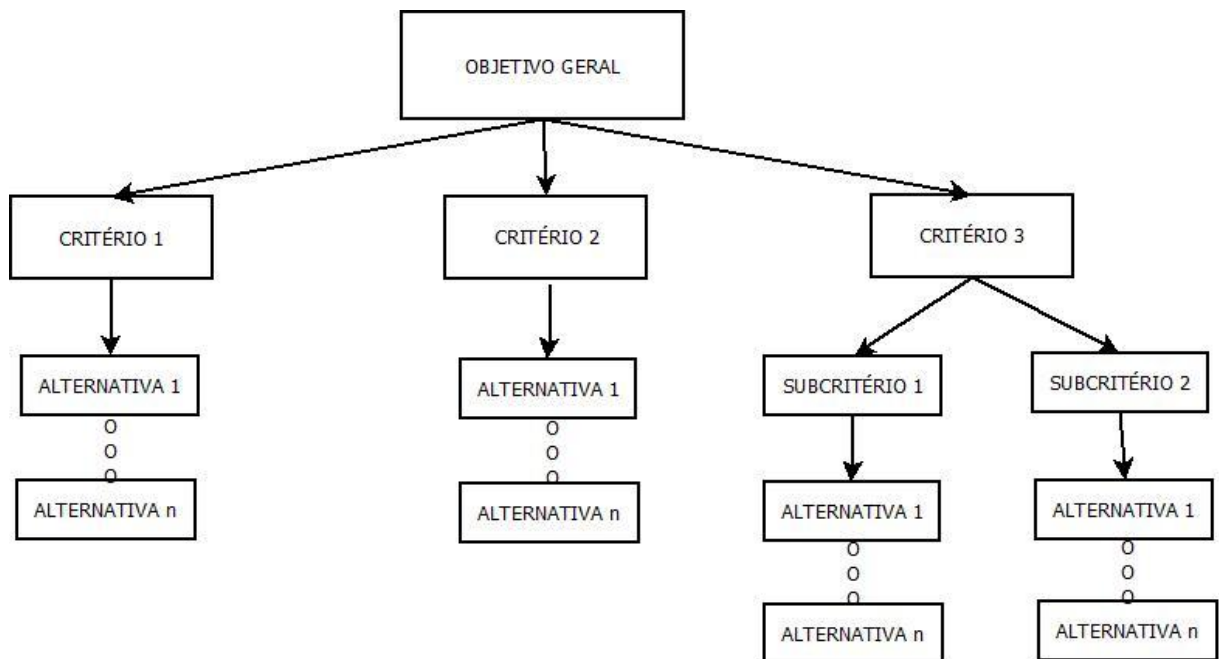 OBJETIVO GERAL
CRITÉRIO 1
CRITÉRIO 2
CRITÉRIO 3
ALTERNATIVA 1
ALTERNATIVA 1
SUBCRITÉRIO 1
SUBCRITÉRIO 2
O
O
O
O
O
O
ALTERNATIVA n
ALTERNATIVA n
ALTERNATIVA 1
ALTERNATIVA 1
O
O
O
O
O
O
ALTERNATIVA n
ALTERNATIVA n